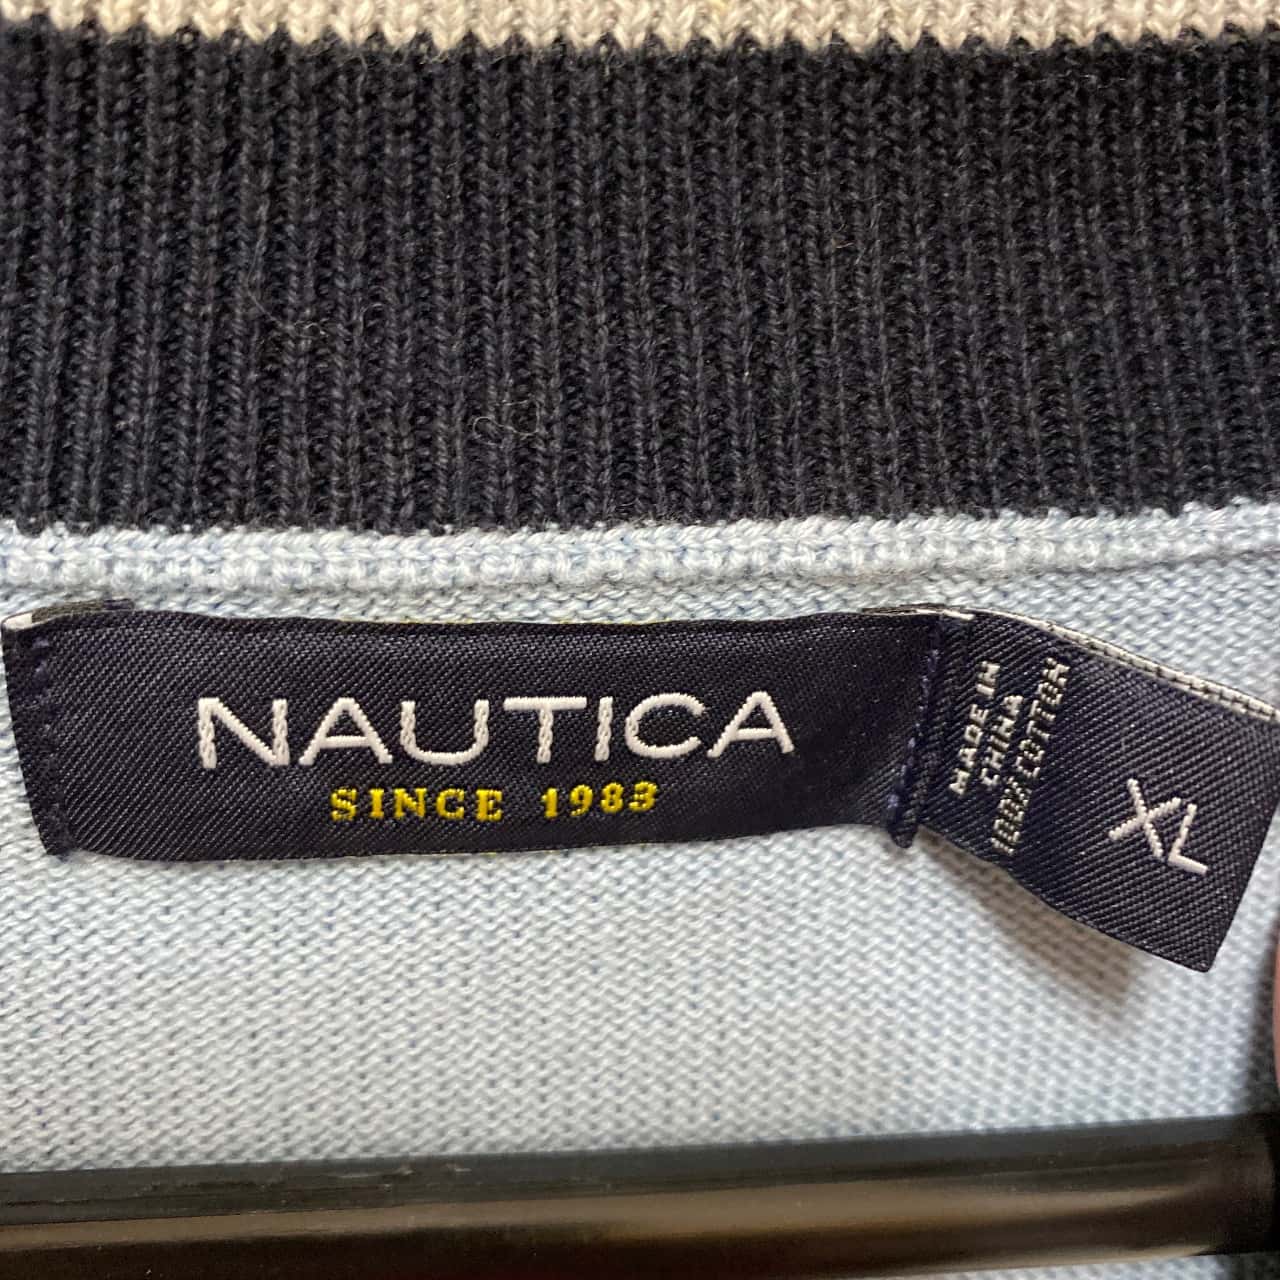 NAUTICA
SINCE 1983
MADE IN
CHINA
100% COTTON
XL